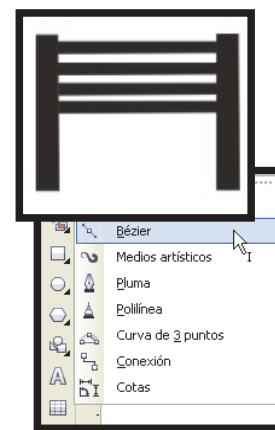 Bézier
Medios artísticos
Pluma
Polilínea
Curva de 3 puntos
Conexión
Cotas